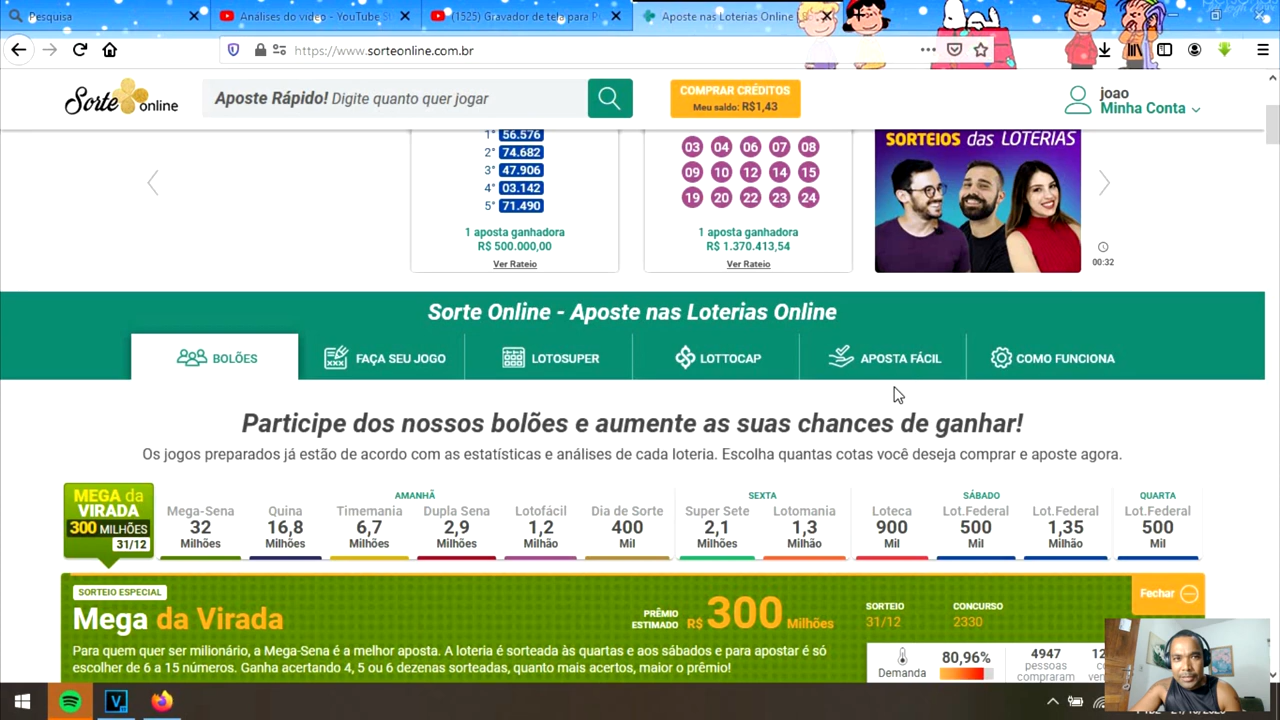 Pesquisa
Analises do video - YouTube St
(1525) Gravador de tela para P
Aposte nas Loterias Online |
https://www.sorteonline.com.br
Sorte online
Aposte Rápido! Digite quanto quer jogar
COMPRAR CRÉDITOS
Meu saldo: R$1,43
joao
Minha Conta
1° 56.576
2° 74.682
3° 47.906
4° 03.142
5° 71.490
1 aposta ganhadora
R$ 500.000,00
Ver Rateio
03 04 06 07 08
09 10 12 14 15
19 20 22 23 24
1 aposta ganhadora
R$ 1.370.413,54
Ver Rateio
SORTEIOS das LOTERIAS
00:32
Sorte Online - Aposte nas Loterias Online
BOLÕES
FAÇA SEU JOGO
LOTOSUPER
LOTTOCAP
APOSTA FÁCIL
COMO FUNCIONA
Participe dos nossos bolões e aumente as suas chances de ganhar!
Os jogos preparados já estão de acordo com as estatísticas e análises de cada loteria. Escolha quantas cotas você deseja comprar e aposte agora.
MEGA da
VIRADA
300 MILHÕES
31/12
AMANHÃ
Mega-Sena
32
Milhões
Quina
16,8
Milhões
Timemania
6,7
Milhões
Dupla Sena
2,9
Milhões
Lotofácil
1,2
Milhão
Dia de Sorte
400
Mil
SEXTA
Super Sete
2,1
Milhões
Lotomania
1,3
Milhão
SÁBADO
Loteca
900
Mil
Lot.Federal
500
Mil
Lot.Federal
1,35
Milhão
QUARTA
Lot.Federal
500
Mil
SORTEIO ESPECIAL
Mega da Virada
PRÊMIO
ESTIMADO
R$ 300 Milhões
SORTEIO
31/12
CONCURSO
2330
Fechar
Para quem quer ser milionário, a Mega-Sena é a melhor aposta. A loteria é sorteada às quartas e aos sábados e para apostar é só
escolher de 6 a 15 números. Ganha acertando 4, 5 ou 6 dezenas sorteadas, quanto mais acertos, maior o prêmio!
Demanda
80,96%
4947
pessoas
compraram